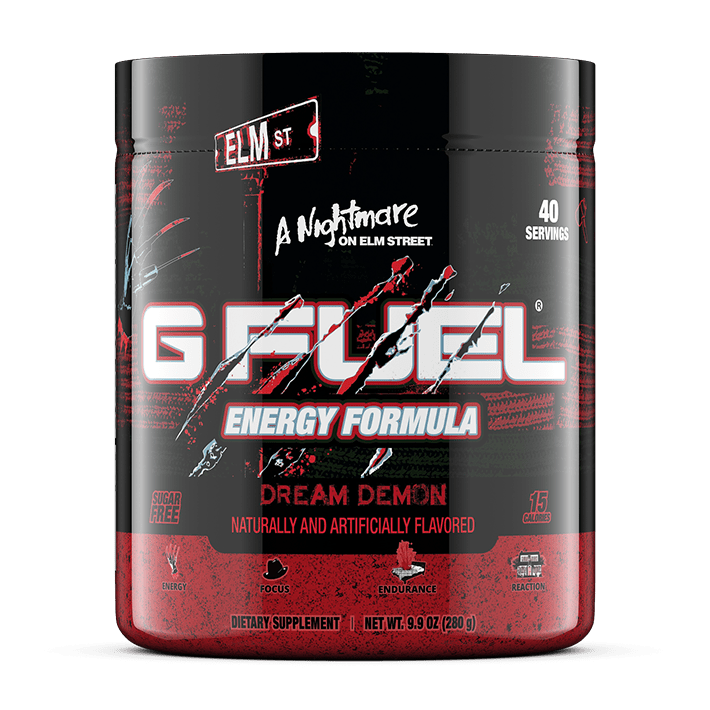 ELM ST
A Nightmare
ON ELM STREET
40
SERVINGS
G FUEL®
ENERGY FORMULA
DREAM DEMON
NATURALLY AND ARTIFICIALLY FLAVORED
SUGAR
FREE
15
CALORIES
ENERGY
FOCUS
ENDURANCE
REACTION
DIETARY SUPPLEMENT | NET WT. 9.9 OZ (280 g)